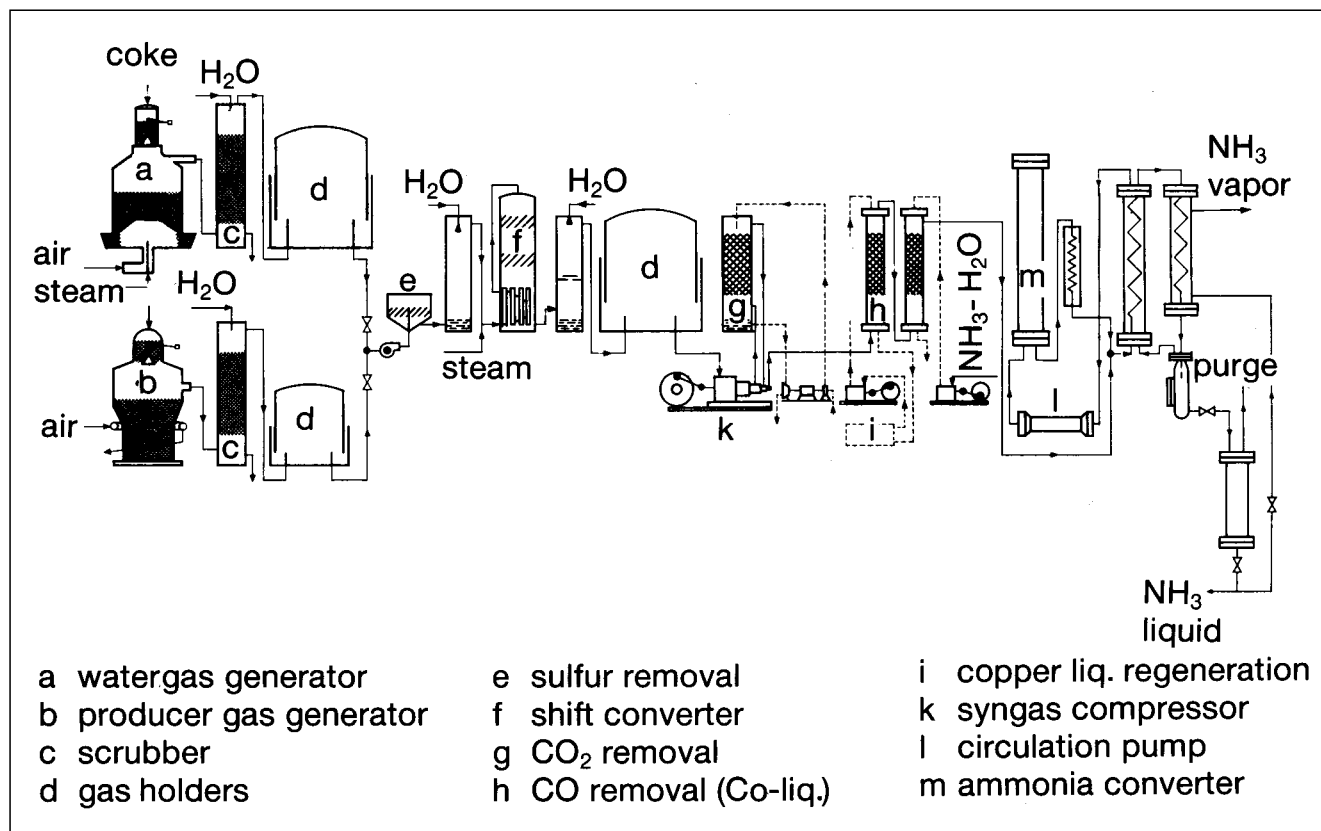 coke
H₂O
a
c
d
air
steam
H₂O
b
air
c
d
e
H₂O
f
H₂O
steam
d
g
k
h
i
NH₃-H₂O
m
l
NH₃
vapor
purge
NH₃
liquid
a watergas generator
b producer gas generator
c scrubber
d gas holders
e sulfur removal
f shift converter
g CO₂ removal
h CO removal (Co-liq.)
i copper liq. regeneration
k syngas compressor
l circulation pump
m ammonia converter